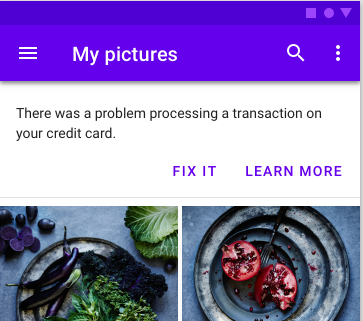 My pictures
There was a problem processing a transaction on
your credit card.
FIX IT LEARN MORE